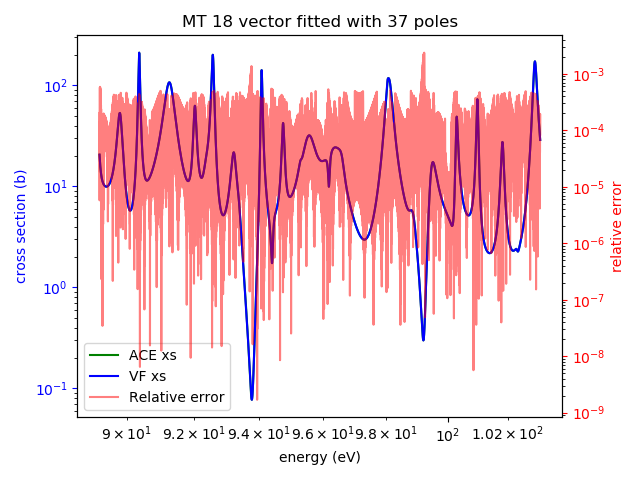 MT 18 vector fitted with 37 poles
10²
10¹
10⁰
10⁻¹
cross section (b)
10⁻³
10⁻⁴
10⁻⁵
10⁻⁶
10⁻⁷
10⁻⁸
10⁻⁹
relative error
ACE xs
VF xs
Relative error
9 × 10¹ 9.2 × 10¹ 9.4 × 10¹ 9.6 × 10¹ 9.8 × 10¹ 10² 1.02 × 10²
energy (eV)